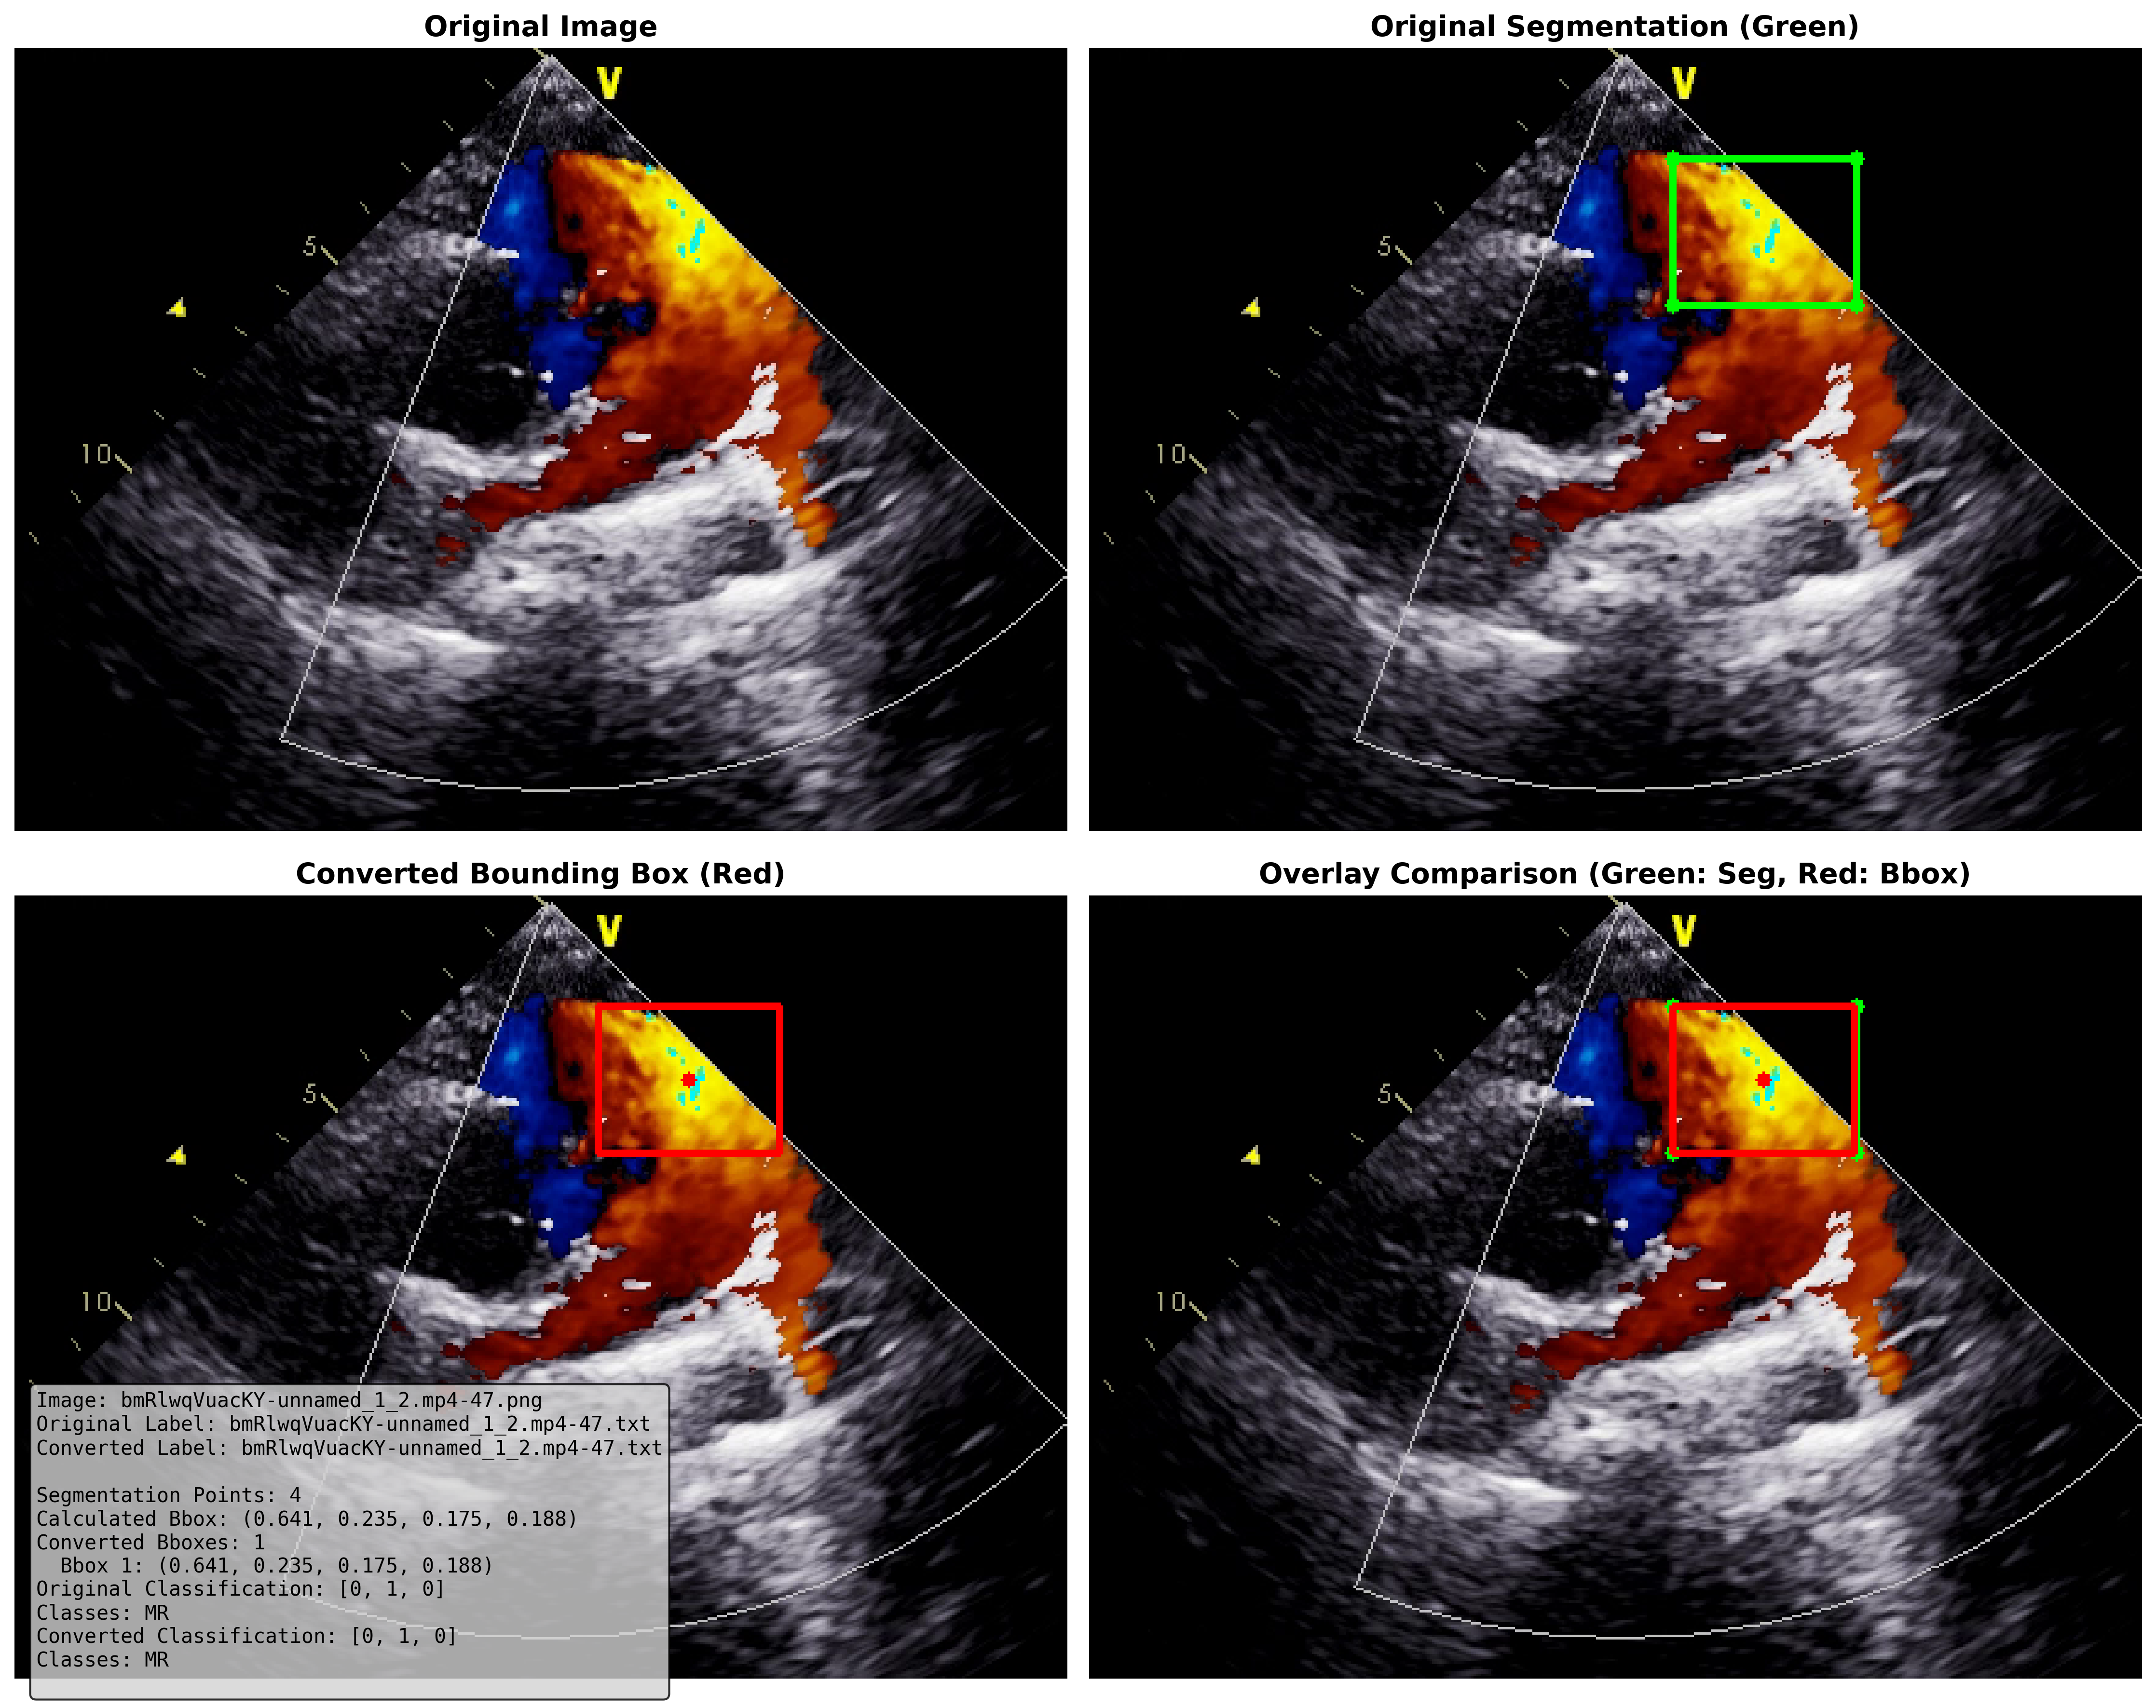 Original Image
Original Segmentation (Green)
V
5
10
V
5
10
Converted Bounding Box (Red)
Overlay Comparison (Green: Seg, Red: Bbox)
V
5
10
Image: bmRlwqVuacKY-unnamed_1_2.mp4-47.png
Original Label: bmRlwqVuacKY-unnamed_1_2.mp4-47.txt
Converted Label: bmRlwqVuacKY-unnamed_1_2.mp4-47.txt
Segmentation Points: 4
Calculated Bbox: (0.641, 0.235, 0.175, 0.188)
Converted Bboxes: 1
Bbox 1: (0.641, 0.235, 0.175, 0.188)
Original Classification: [0, 1, 0]
Classes: MR
Converted Classification: [0, 1, 0]
Classes: MR
V
5
10